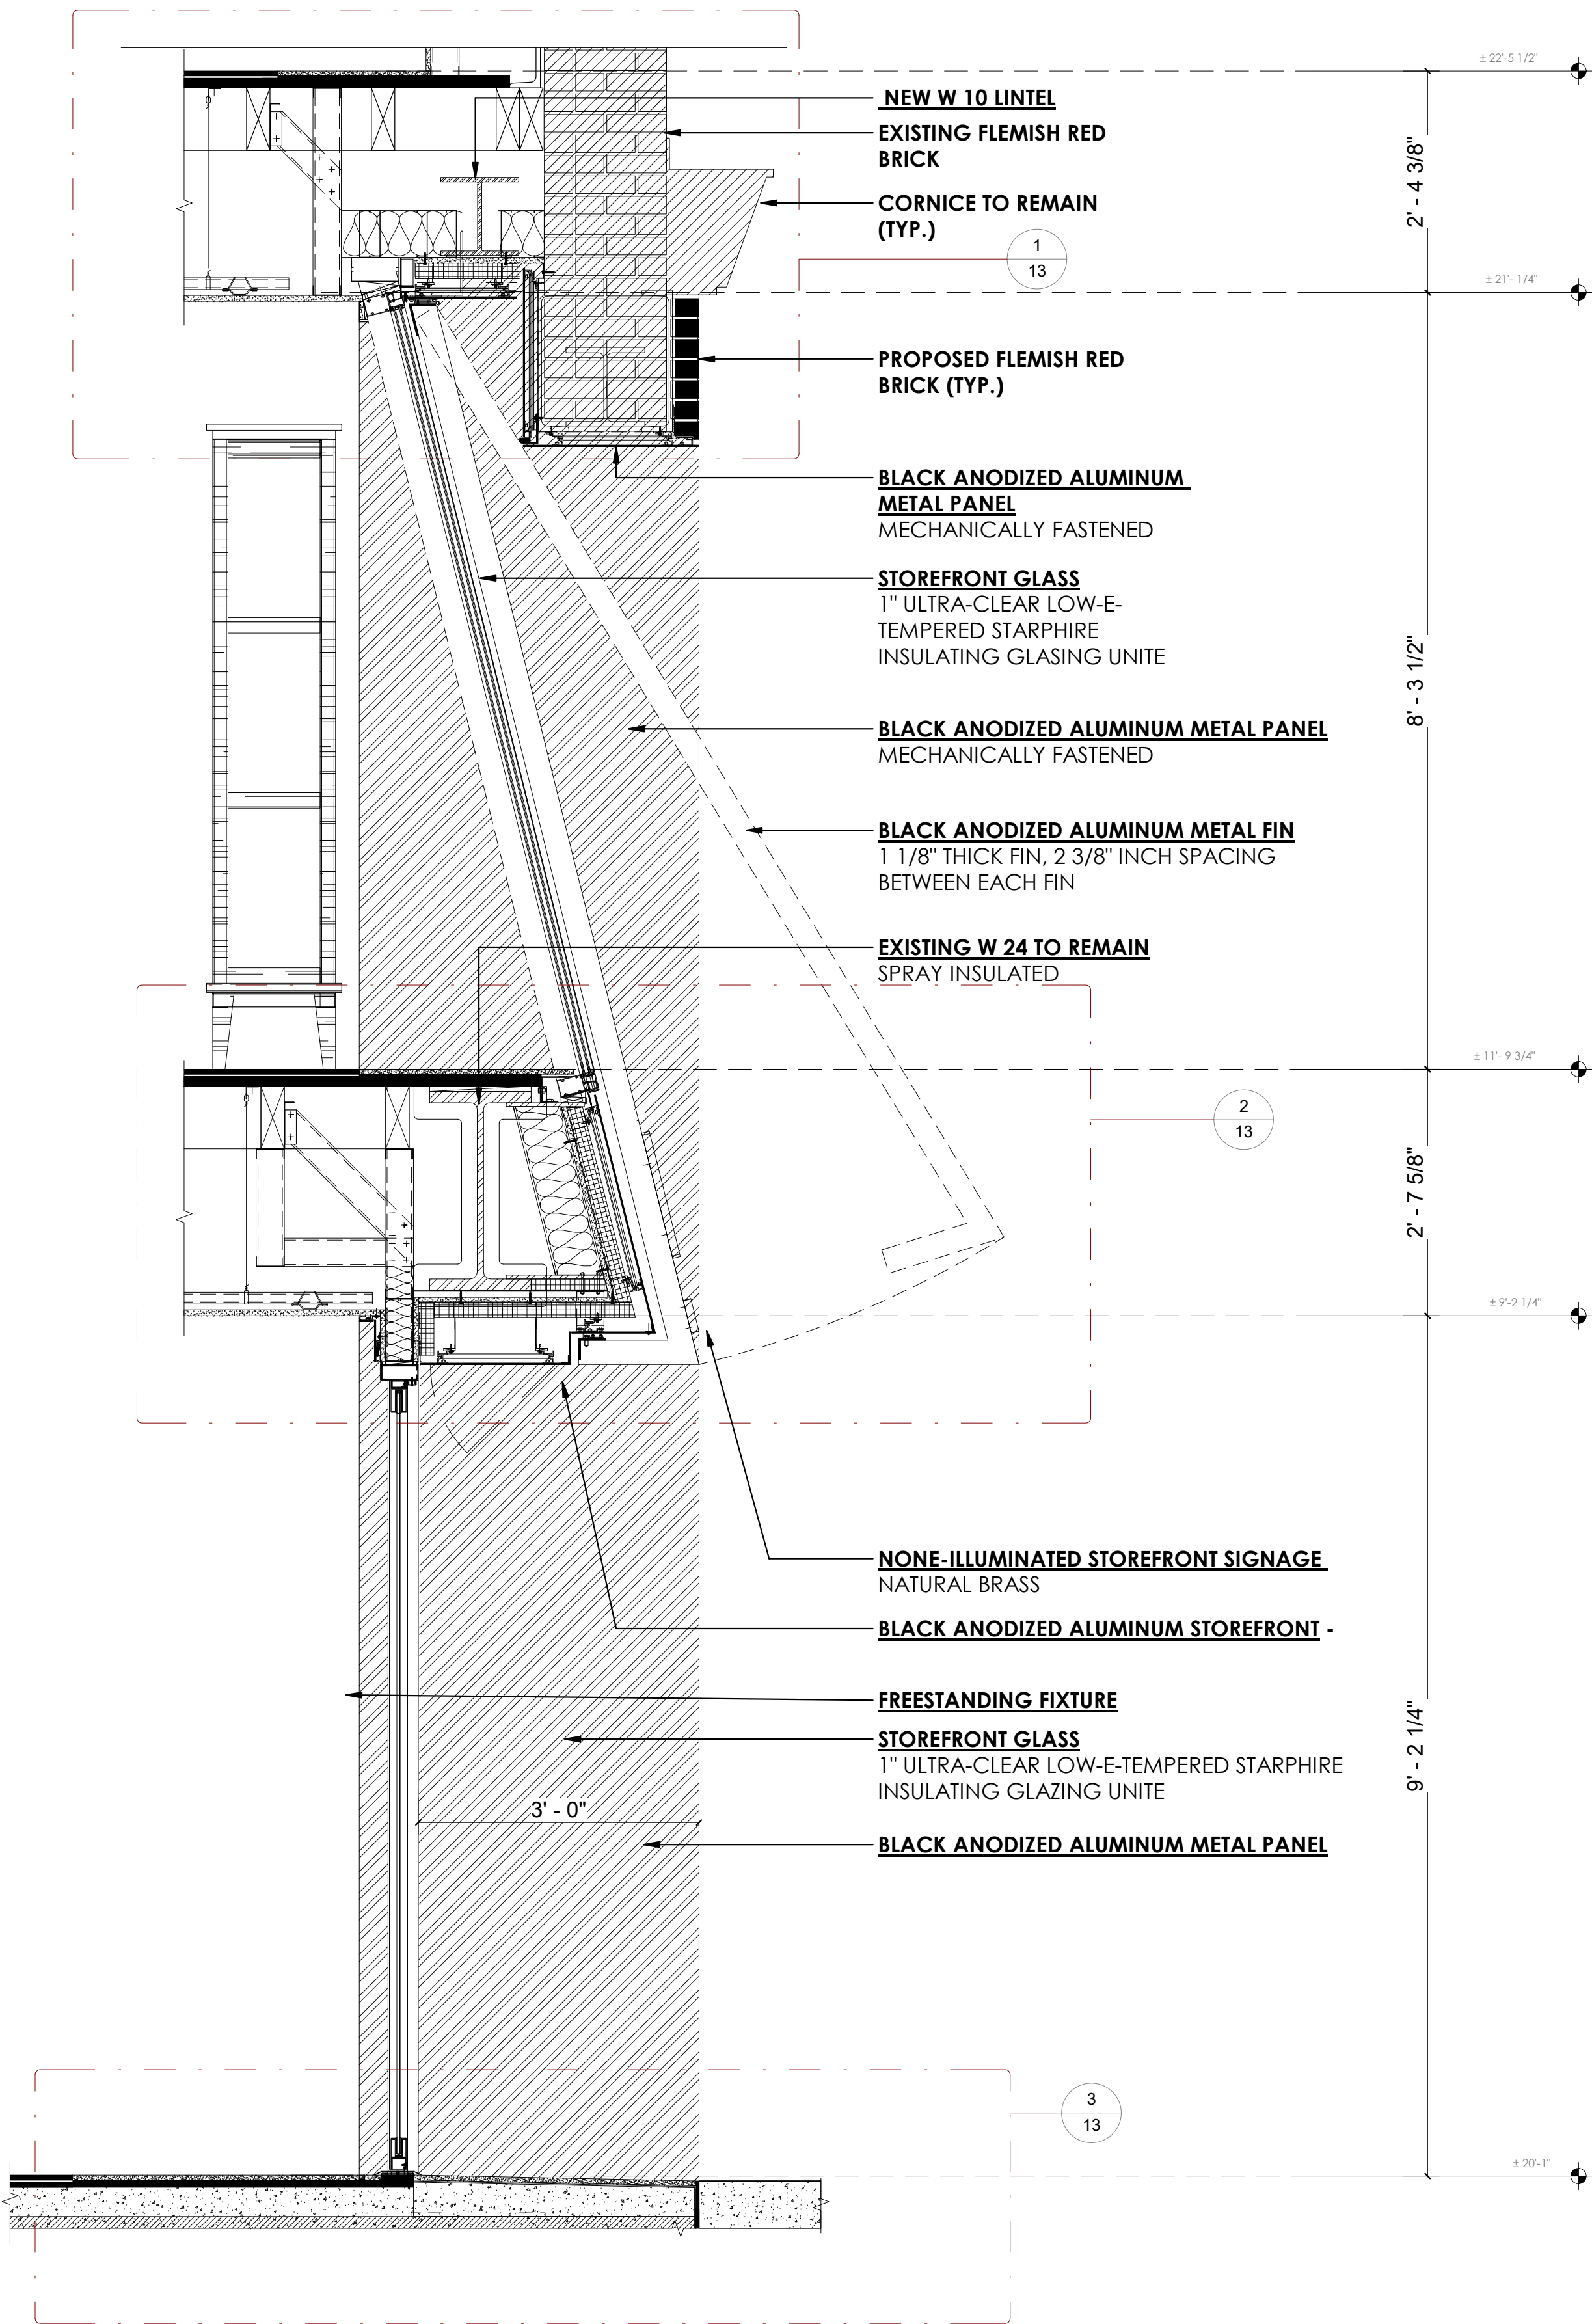 ± 22'-5 1/2"
NEW W 10 LINTEL
EXISTING FLEMISH RED
BRICK
2' - 4 3/8"
CORNICE TO REMAIN
(TYP.)
1
13
± 21'- 1/4"
PROPOSED FLEMISH RED
BRICK (TYP.)
BLACK ANODIZED ALUMINUM
METAL PANEL
MECHANICALLY FASTENED
STOREFRONT GLASS
1" ULTRA-CLEAR LOW-E-
TEMPERED STARPHIRE
INSULATING GLASING UNITE
8' - 3 1/2"
BLACK ANODIZED ALUMINUM METAL PANEL
MECHANICALLY FASTENED
BLACK ANODIZED ALUMINUM METAL FIN
1 1/8" THICK FIN, 2 3/8" INCH SPACING
BETWEEN EACH FIN
EXISTING W 24 TO REMAIN
SPRAY INSULATED
± 11'- 9 3/4"
2
13
2' - 7 5/8"
± 9'-2 1/4"
NONE-ILLUMINATED STOREFRONT SIGNAGE
NATURAL BRASS
BLACK ANODIZED ALUMINUM STOREFRONT -
FREESTANDING FIXTURE
STOREFRONT GLASS
1" ULTRA-CLEAR LOW-E-TEMPERED STARPHIRE
INSULATING GLAZING UNITE
9' - 2 1/4"
3' - 0"
BLACK ANODIZED ALUMINUM METAL PANEL
3
13
± 20'-1"